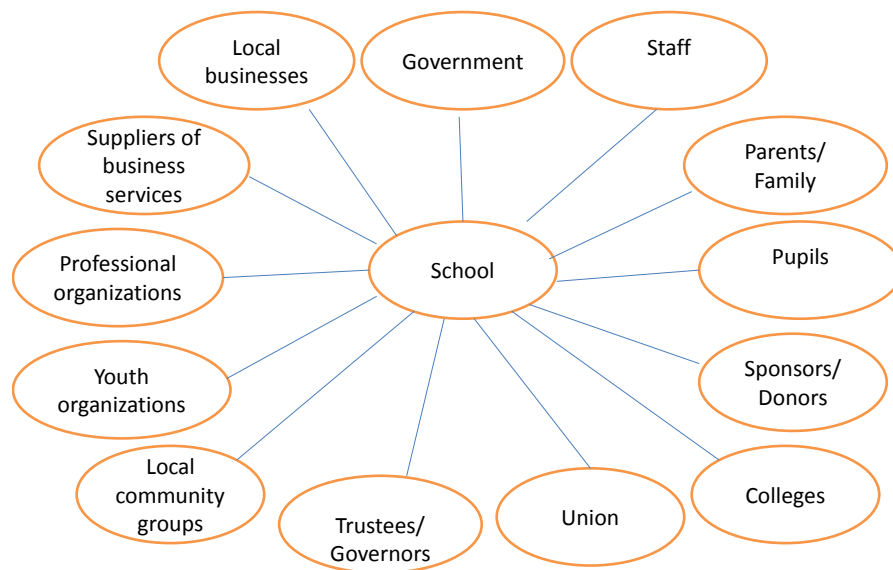 Local
businesses
Government
Staff
Suppliers of
business
services
Parents/
Family
Professional
organizations
School
Pupils
Youth
organizations
Sponsors/
Donors
Local
community
groups
Trustees/
Governors
Union
Colleges